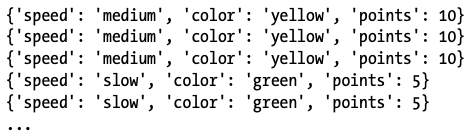 {'speed': 'medium', 'color': 'yellow', 'points': 10}
{'speed': 'medium', 'color': 'yellow', 'points': 10}
{'speed': 'medium', 'color': 'yellow', 'points': 10}
{'speed': 'slow', 'color': 'green', 'points': 5}
{'speed': 'slow', 'color': 'green', 'points': 5}
...